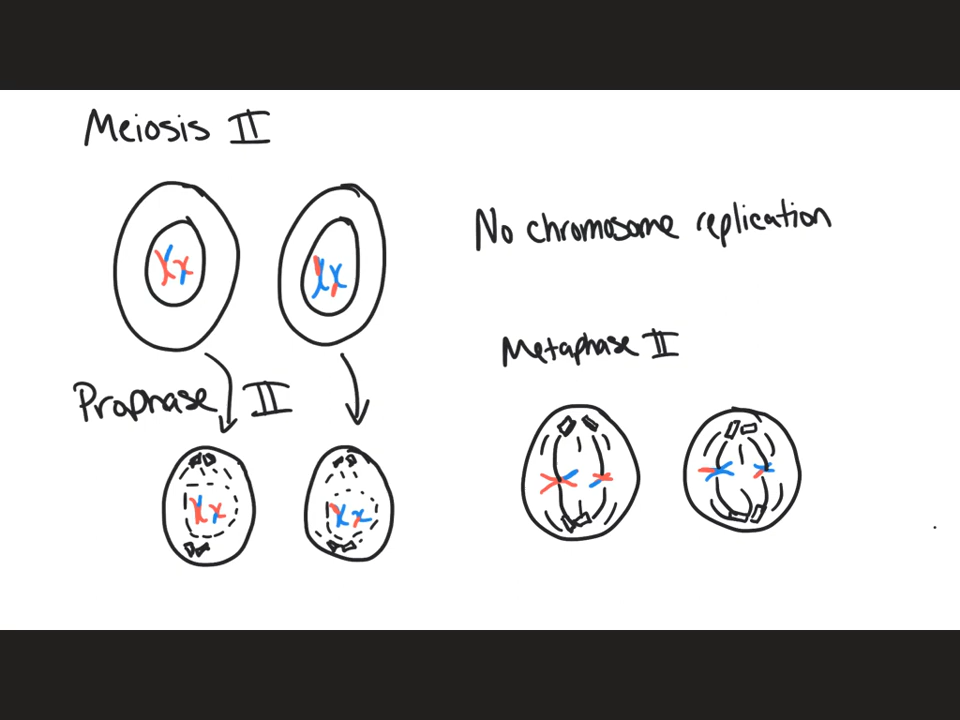 Meiosis II
No chromosome replication
Metaphase II
Prophase II